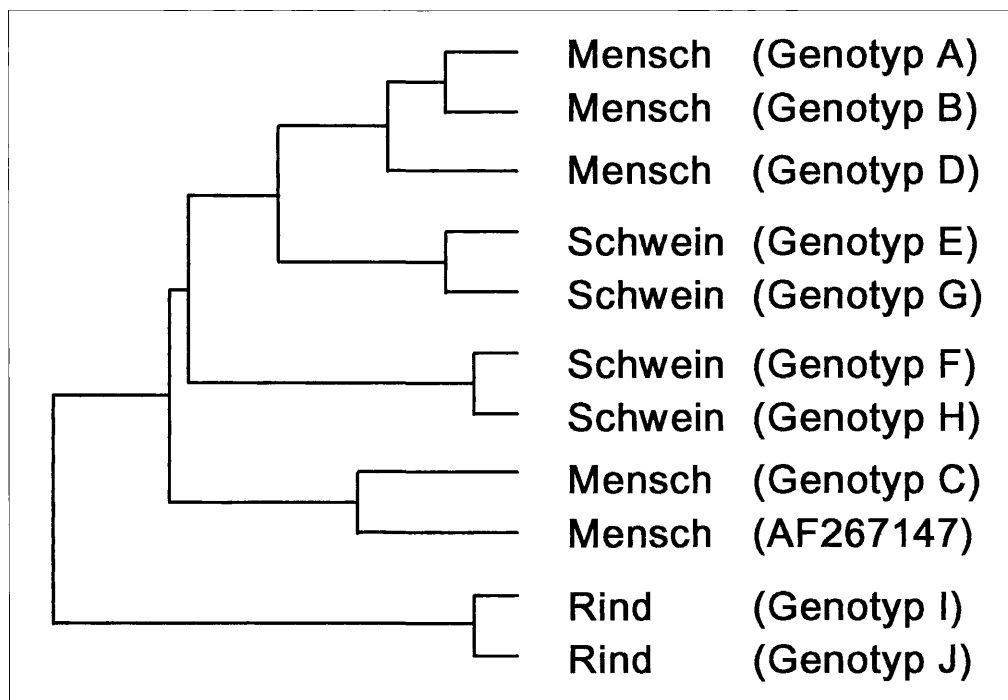 Mensch (Genotyp A)
Mensch (Genotyp B)
Mensch (Genotyp D)
Schwein (Genotyp E)
Schwein (Genotyp G)
Schwein (Genotyp F)
Schwein (Genotyp H)
Mensch (Genotyp C)
Mensch (AF267147)
Rind (Genotyp I)
Rind (Genotyp J)